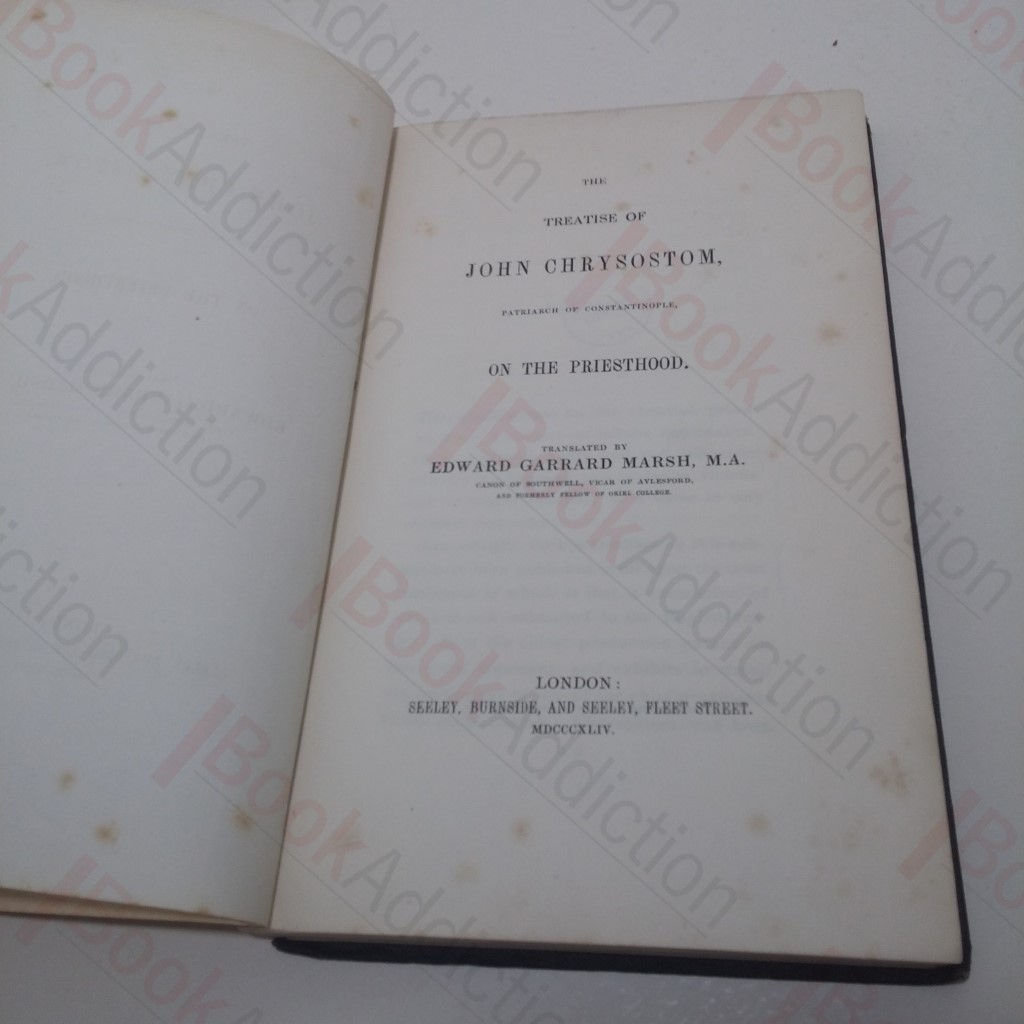 THE
TREATISE OF
JOHN CHRYSOSTOM,
PATRIARCH OF CONSTANTINOPLE,
ON THE PRIESTHOOD.
TRANSLATED BY
EDWARD GARRARD MARSH, M.A.
CANON OF SOUTHWELL, VICAR OF AYLESFORD,
AND FORMERLY FELLOW OF ORIEL COLLEGE.
LONDON:
SEELEY, BURNSIDE, AND SEELEY, FLEET STREET.
MDCCCXLIV.
BookAddiction